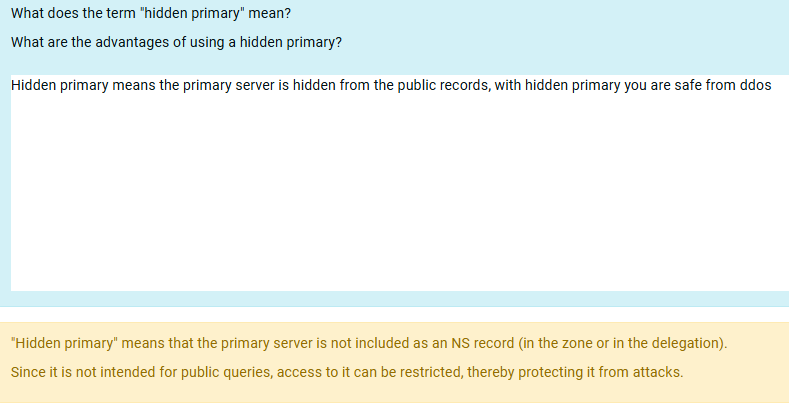 What does the term "hidden primary" mean?
What are the advantages of using a hidden primary?
Hidden primary means the primary server is hidden from the public records, with hidden primary you are safe from ddos
"Hidden primary" means that the primary server is not included as an NS record (in the zone or in the delegation).
Since it is not intended for public queries, access to it can be restricted, thereby protecting it from attacks.